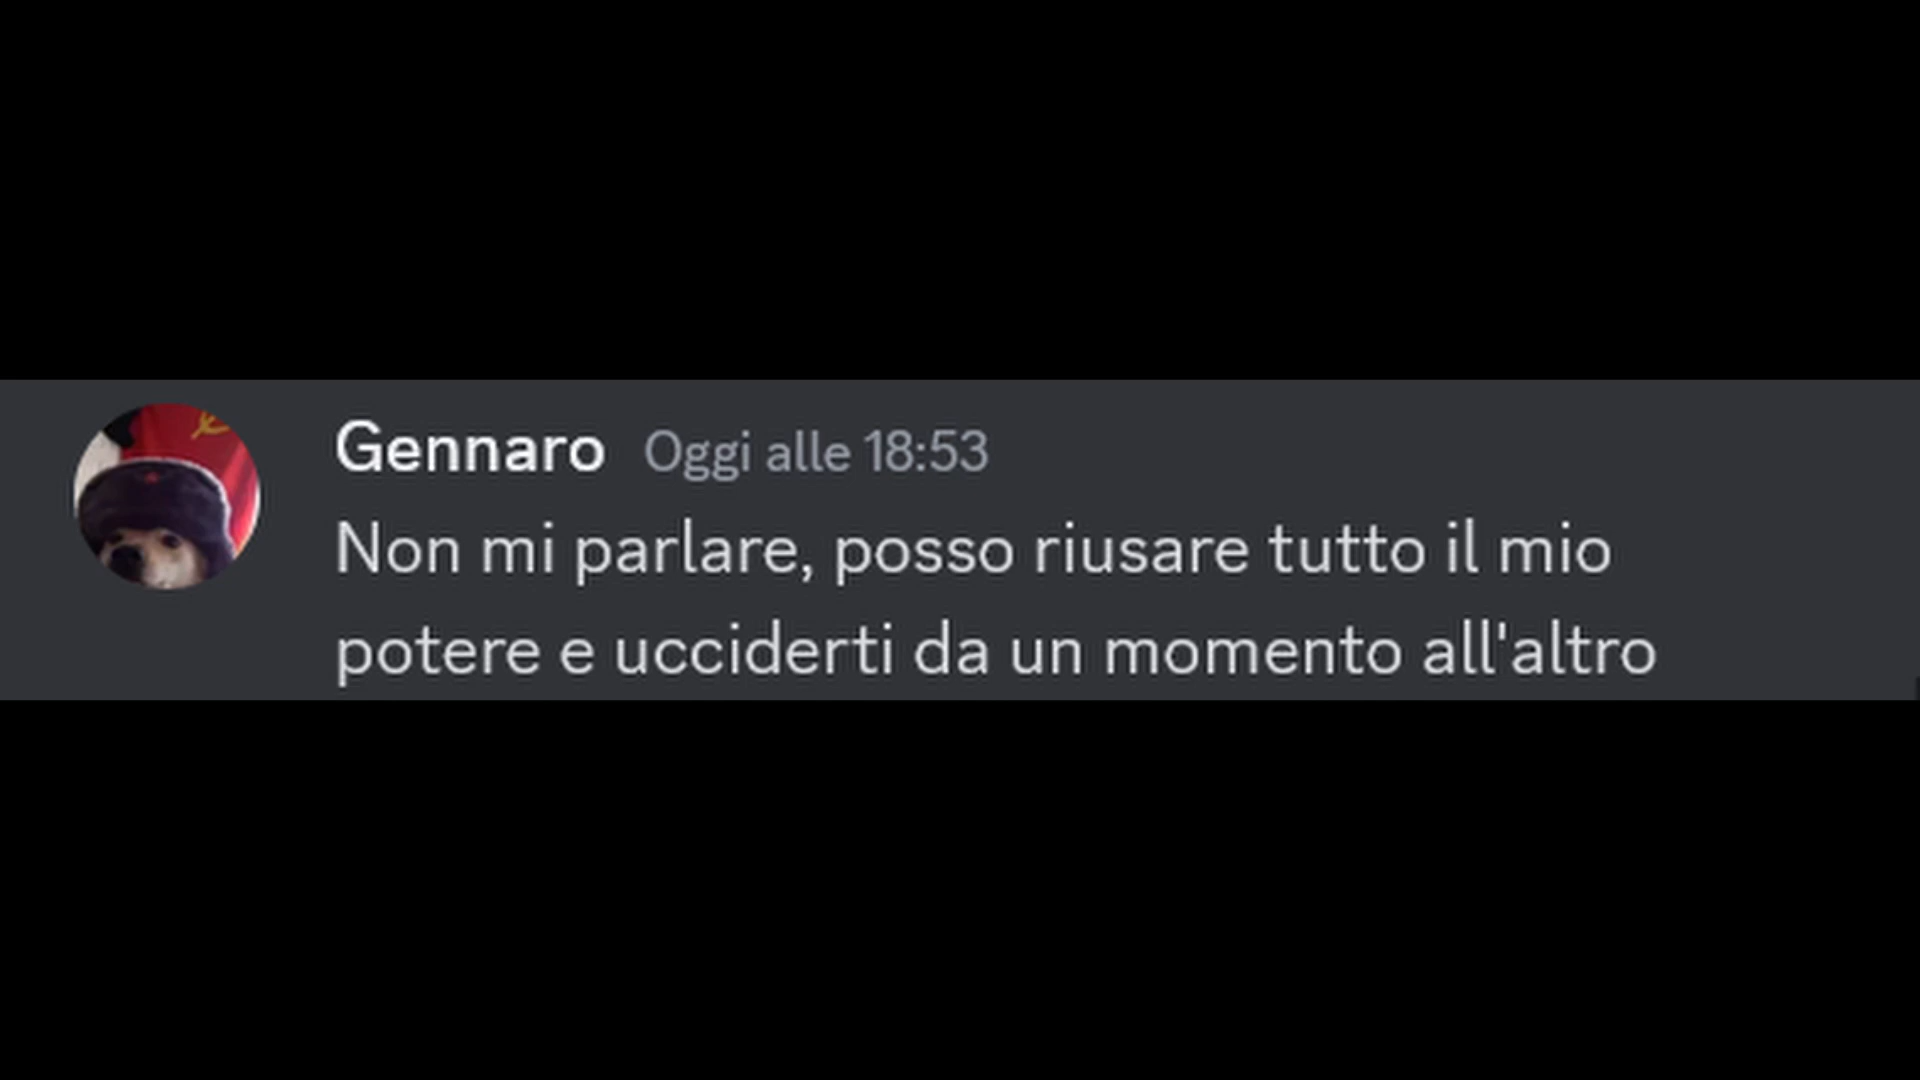 Gennaro Oggi alle 18:53
Non mi parlare, posso riusare tutto il mio
potere e ucciderti da un momento all'altro